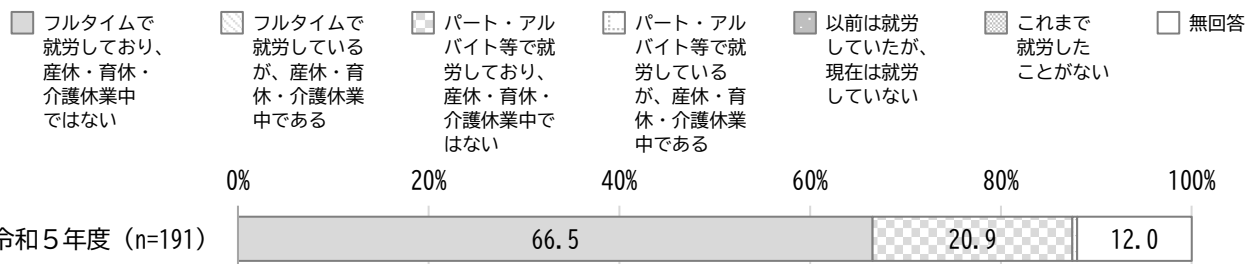 フルタイムで
就労しており、
産休・育休・
介護休業中
ではない
フルタイムで
就労している
が、産休・育
休・介護休業
中である
パート・アル
バイト等で就
労しており、
産休・育休・
介護休業中で
はない
パート・アル
バイト等で就
労している
が、産休・育
休・介護休業
中である
以前は就労
していたが、
現在は就労
していない
これまで
就労した
ことがない
無回答
0% 20% 40% 60% 80% 100%
令和5年度 (n=191) 66.5 20.9 12.0